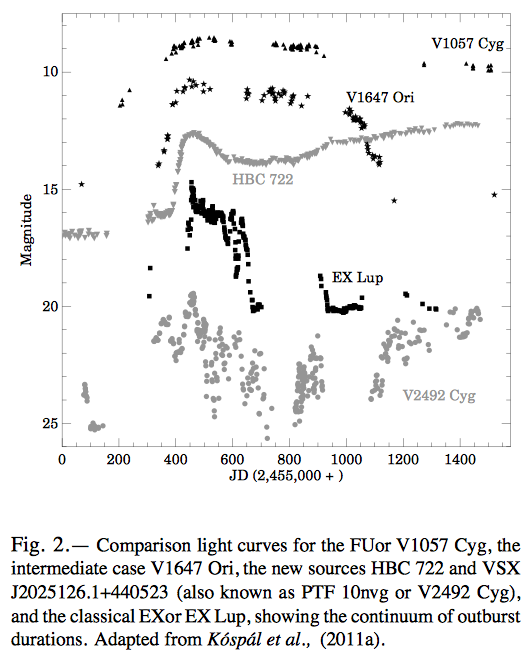 V1057 Cyg
10
V1647 Ori
HBC 722
15
Magnitude
EX Lup
20
V2492 Cyg
25
0 200 400 600 800 1000 1200 1400
JD (2,455,000 + )
Fig. 2.— Comparison light curves for the FUor V1057 Cyg, the
intermediate case V1647 Ori, the new sources HBC 722 and VSX
J2025126.1+440523 (also known as PTF 10nvg or V2492 Cyg),
and the classical EXor EX Lup, showing the continuum of outburst
durations. Adapted from Kóspál et al., (2011a).